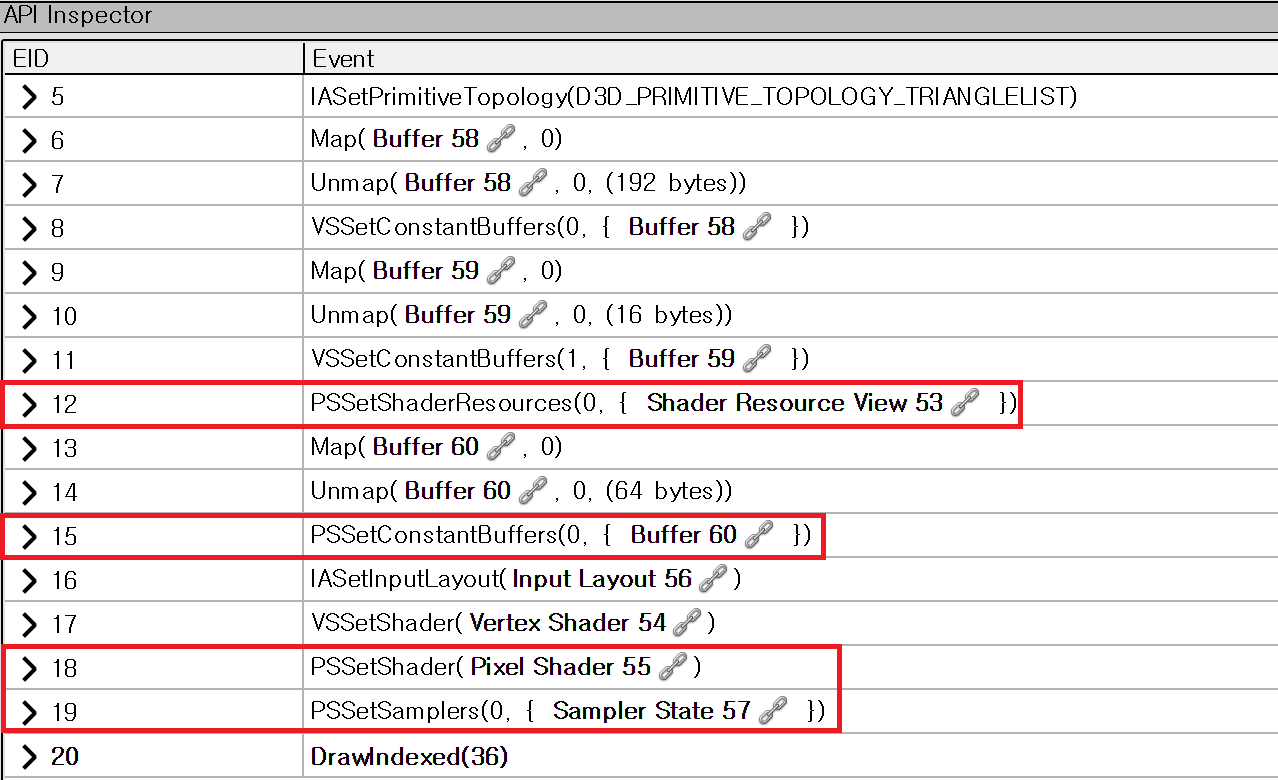 API Inspector
EID Event
5 IASetPrimitiveTopology(D3D_PRIMITIVE_TOPOLOGY_TRIANGLELIST)
6 Map( Buffer 58 , 0)
7 Unmap( Buffer 58 , 0, (192 bytes))
8 VSSetConstantBuffers(0, { Buffer 58 })
9 Map( Buffer 59 , 0)
10 Unmap( Buffer 59 , 0, (16 bytes))
11 VSSetConstantBuffers(1, { Buffer 59 })
12 PSSetShaderResources(0, { Shader Resource View 53 })
13 Map( Buffer 60 , 0)
14 Unmap( Buffer 60 , 0, (64 bytes))
15 PSSetConstantBuffers(0, { Buffer 60 })
16 IASetInputLayout( Input Layout 56 )
17 VSSetShader( Vertex Shader 54 )
18 PSSetShader( Pixel Shader 55 )
19 PSSetSamplers(0, { Sampler State 57 })
20 DrawIndexed(36)